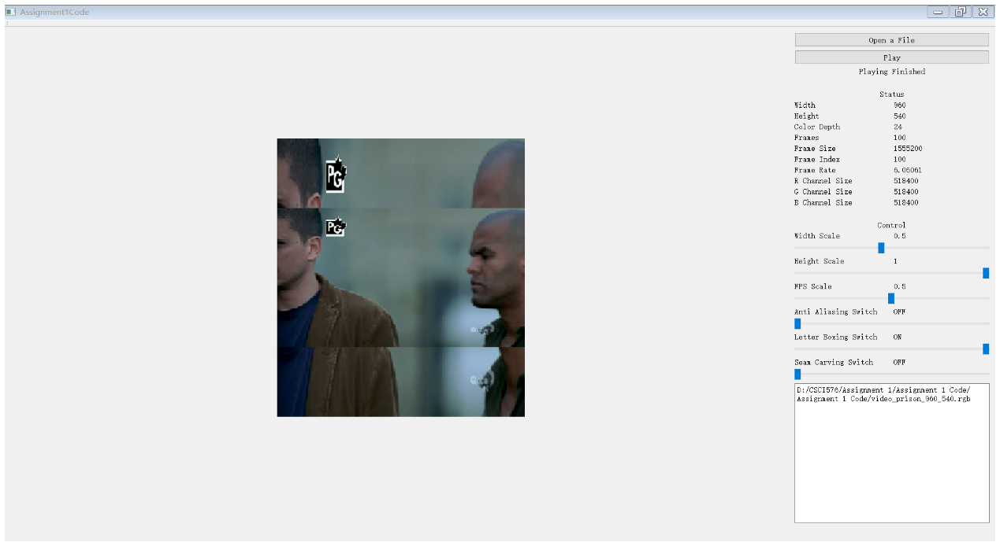 Assignment1Code
Open a File
Play
Playing Finished
Status
Width 960
Height 540
Color Depth 24
Frames 100
Frame Size 1555200
Frame Index 100
Frame Rate 6.06061
R Channel Size 518400
G Channel Size 518400
B Channel Size 518400
Control
Width Scale 0.5
Height Scale 1
FPS Scale 0.5
Anti Aliasing Switch OFF
Letter Boxing Switch ON
Seam Carving Switch OFF
D:/CSCI576/Assignment 1/Assignment 1 Code/
Assignment 1 Code/video_prison_960_540.rgb
PG
PG